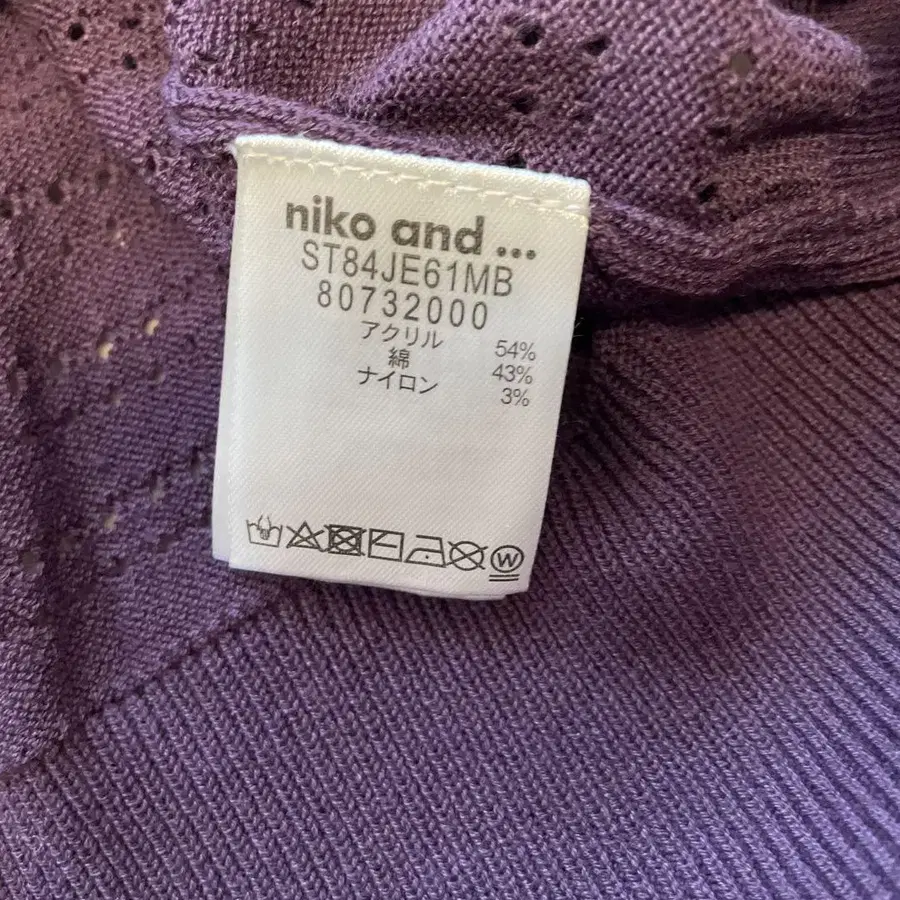 niko and ...
ST84JE61MB
80732000
アクリル 54%
綿 43%
ナイロン 3%
W